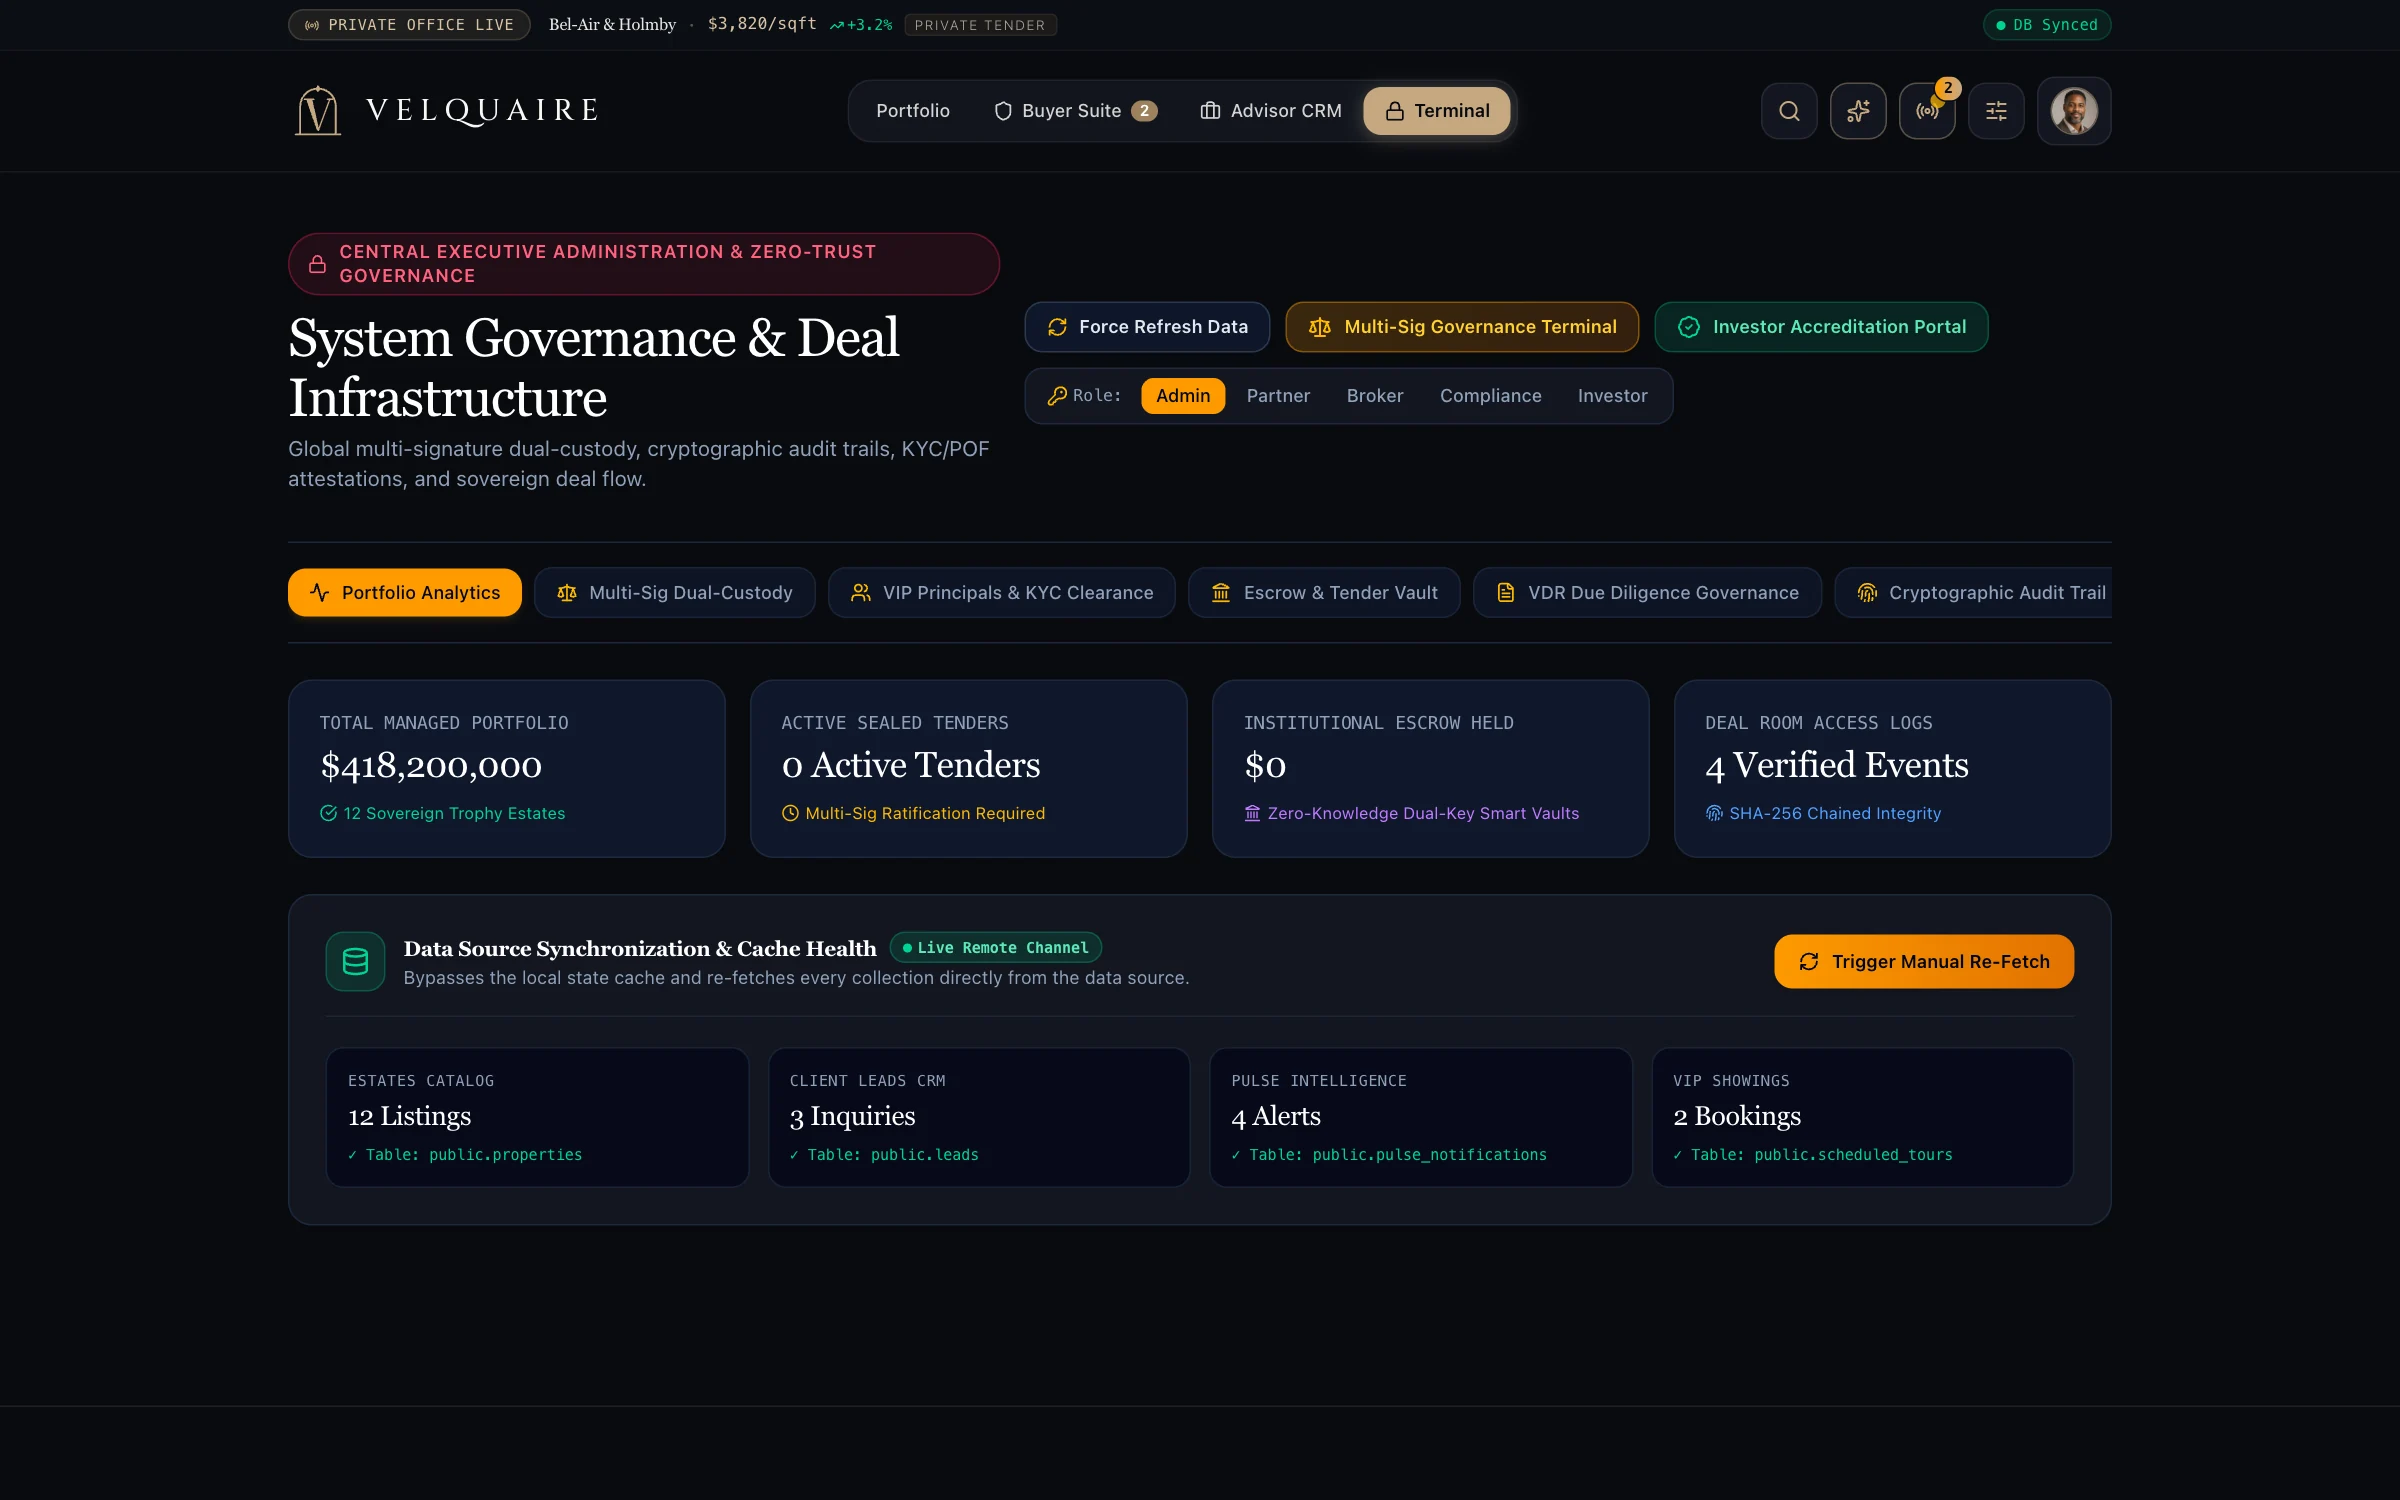 PRIVATE OFFICE LIVE
Bel-Air & Holmby · $3,820/sqft +3.2% PRIVATE TENDER
DB Synced
VELQUAIRE
Portfolio
Buyer Suite 2
Advisor CRM
Terminal
2
CENTRAL EXECUTIVE ADMINISTRATION & ZERO-TRUST
GOVERNANCE
System Governance & Deal
Infrastructure
Global multi-signature dual-custody, cryptographic audit trails, KYC/POF
attestations, and sovereign deal flow.
Force Refresh Data
Multi-Sig Governance Terminal
Investor Accreditation Portal
Role: Admin Partner Broker Compliance Investor
Portfolio Analytics
Multi-Sig Dual-Custody
VIP Principals & KYC Clearance
Escrow & Tender Vault
VDR Due Diligence Governance
Cryptographic Audit Trail
TOTAL MANAGED PORTFOLIO
$418,200,000
12 Sovereign Trophy Estates
ACTIVE SEALED TENDERS
0 Active Tenders
Multi-Sig Ratification Required
INSTITUTIONAL ESCROW HELD
$0
Zero-Knowledge Dual-Key Smart Vaults
DEAL ROOM ACCESS LOGS
4 Verified Events
SHA-256 Chained Integrity
Data Source Synchronization & Cache Health
Live Remote Channel
Bypasses the local state cache and re-fetches every collection directly from the data source.
Trigger Manual Re-Fetch
ESTATES CATALOG
12 Listings
✓ Table: public.properties
CLIENT LEADS CRM
3 Inquiries
✓ Table: public.leads
PULSE INTELLIGENCE
4 Alerts
✓ Table: public.pulse_notifications
VIP SHOWINGS
2 Bookings
✓ Table: public.scheduled_tours